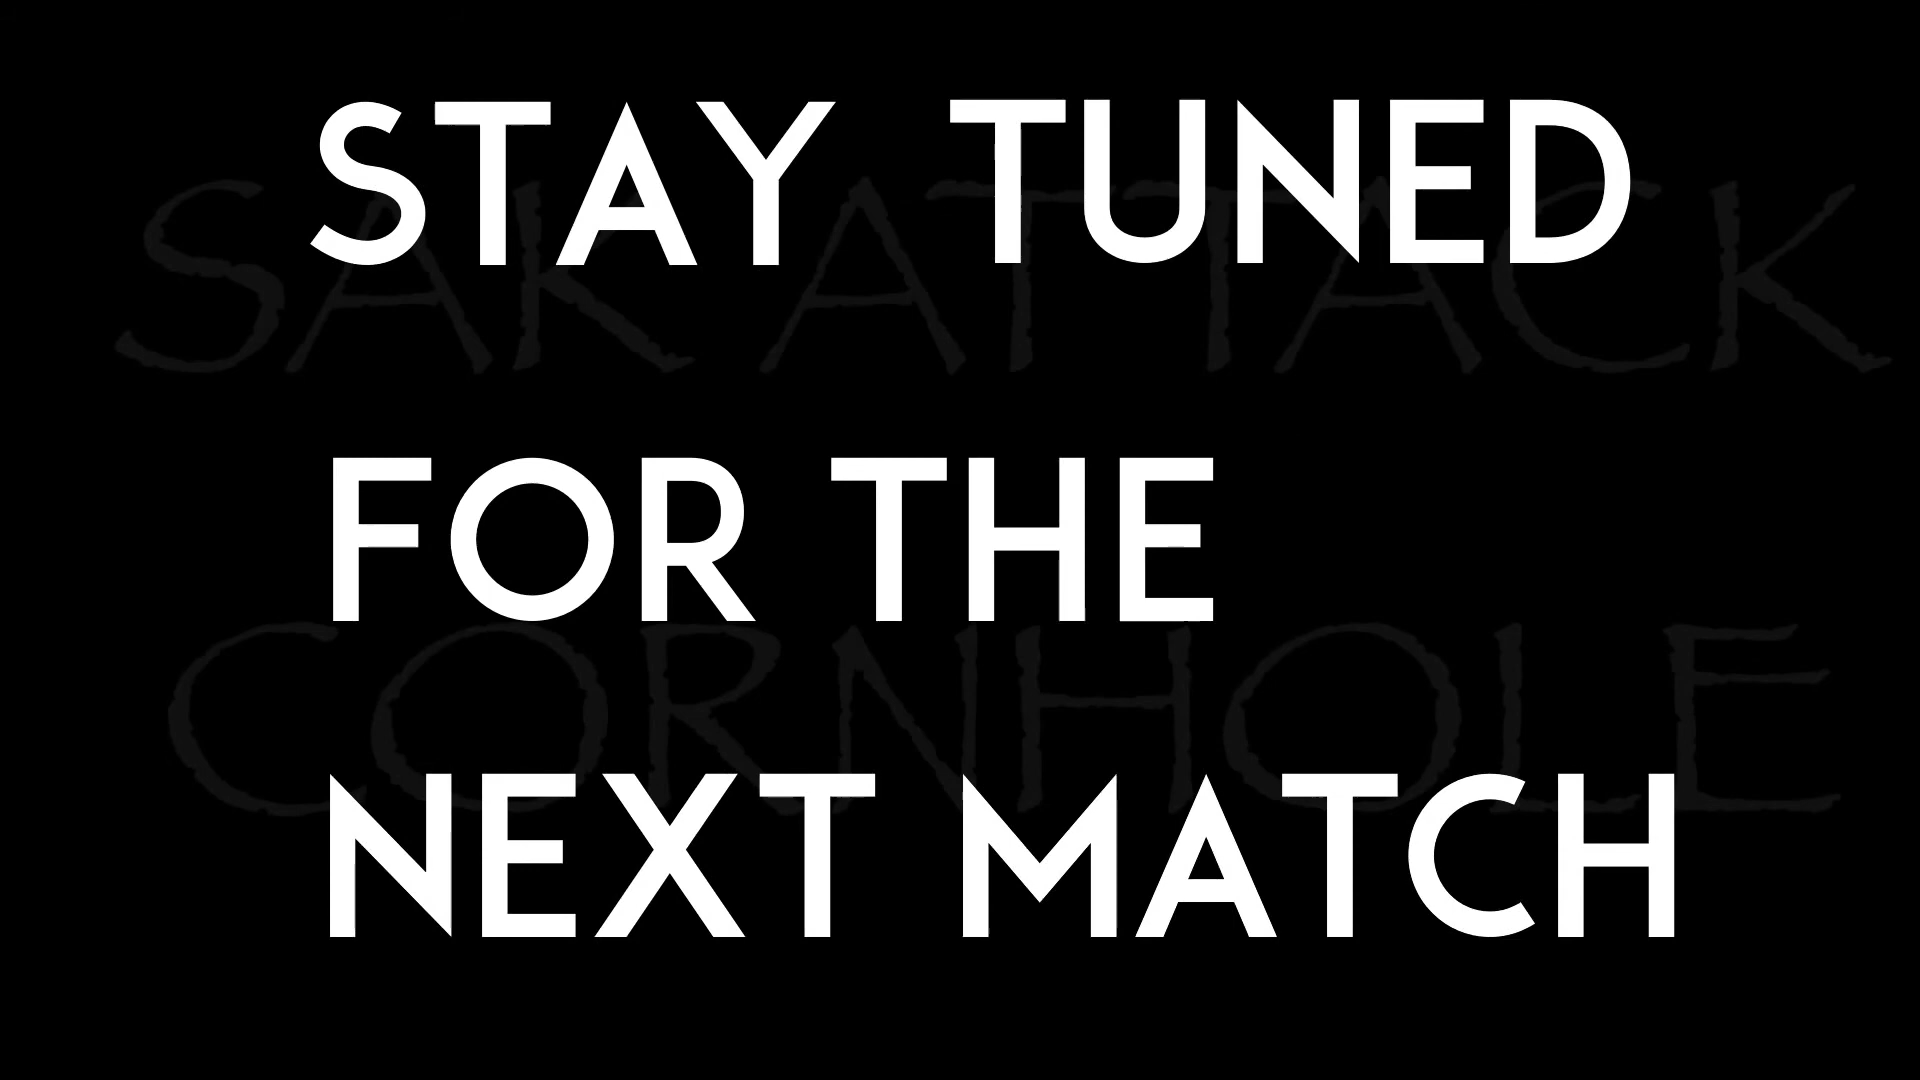 STAY TUNED
SAK ATTACK
FOR THE
CORNHOLE
NEXT MATCH